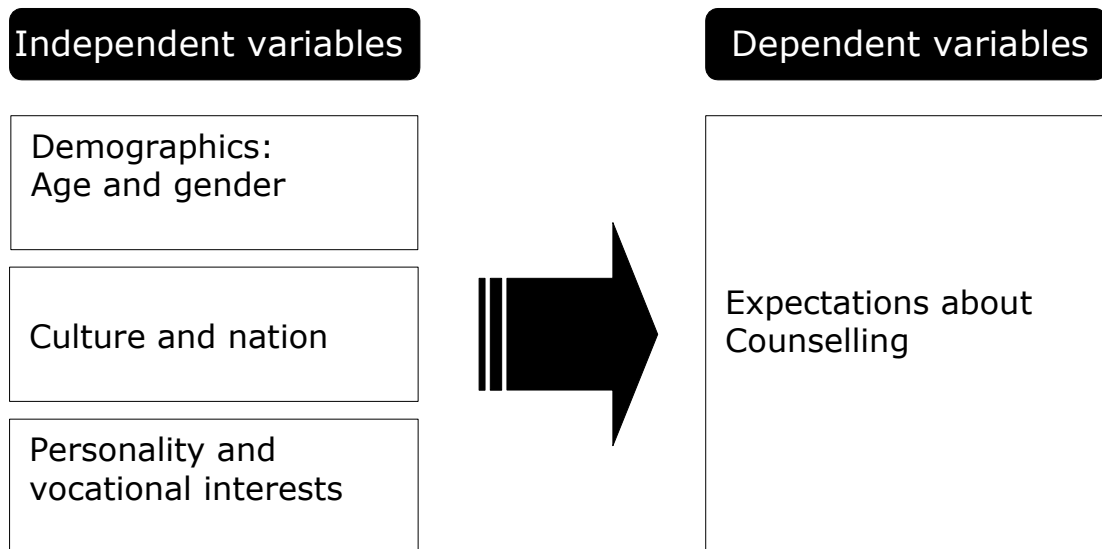 Independent variables
Dependent variables
Demographics:
Age and gender
Culture and nation
Personality and
vocational interests
Expectations about
Counselling